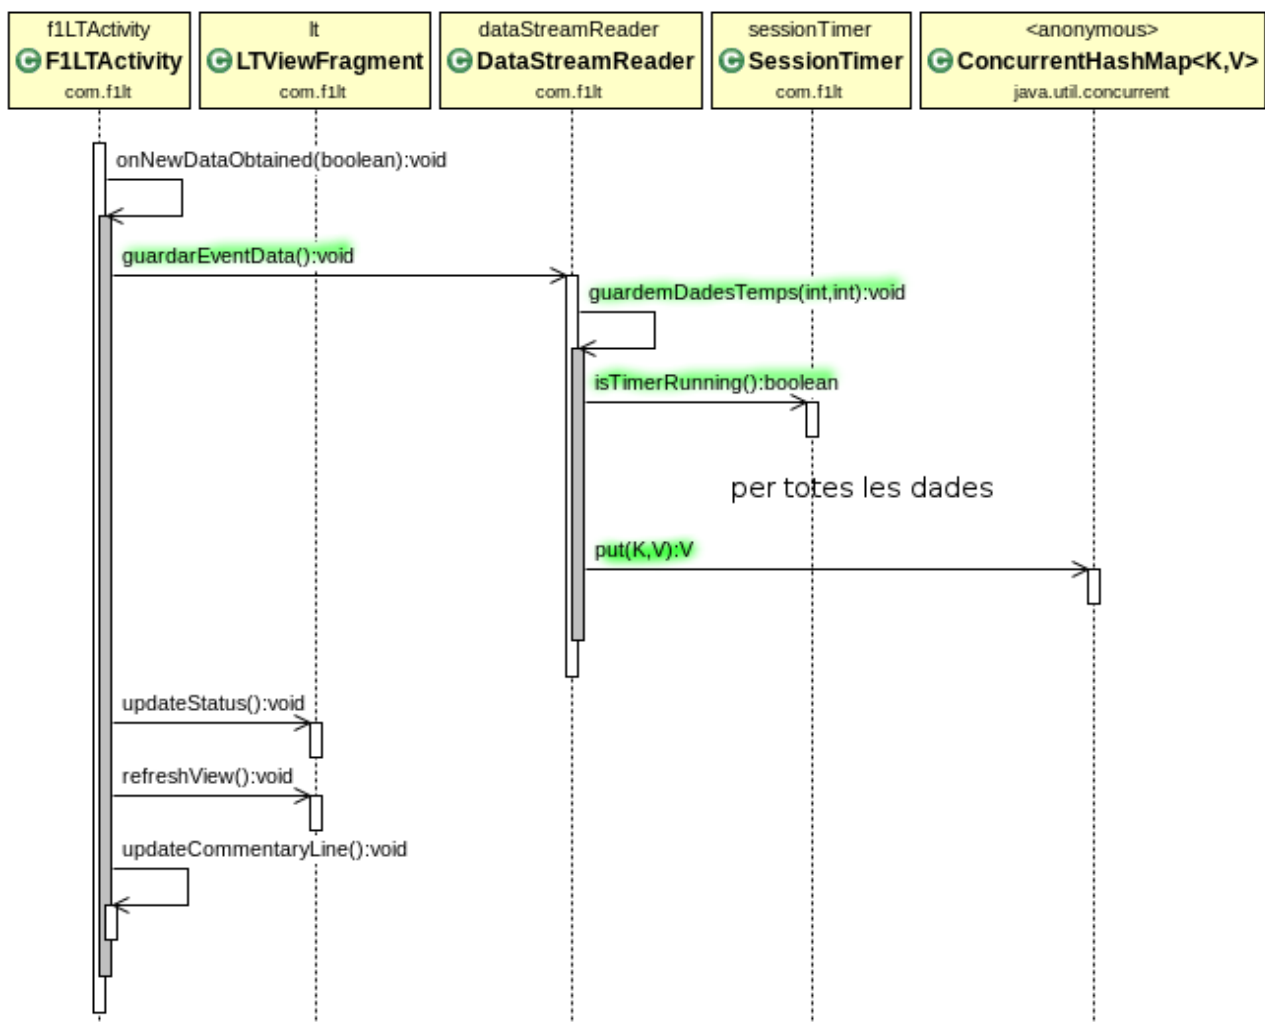 f1LTActivity
F1LTActivity
com.f1lt
lt
LTViewFragment
com.f1lt
dataStreamReader
DataStreamReader
com.f1lt
sessionTimer
SessionTimer
com.f1lt
<anonymous>
ConcurrentHashMap<K,V>
java.util.concurrent
onNewDataObtained(boolean):void
guardarEventData():void
guardemDadesTemps(int,int):void
isTimerRunning():boolean
per totes les dades
put(K,V):V
updateStatus():void
refreshView():void
updateCommentaryLine():void